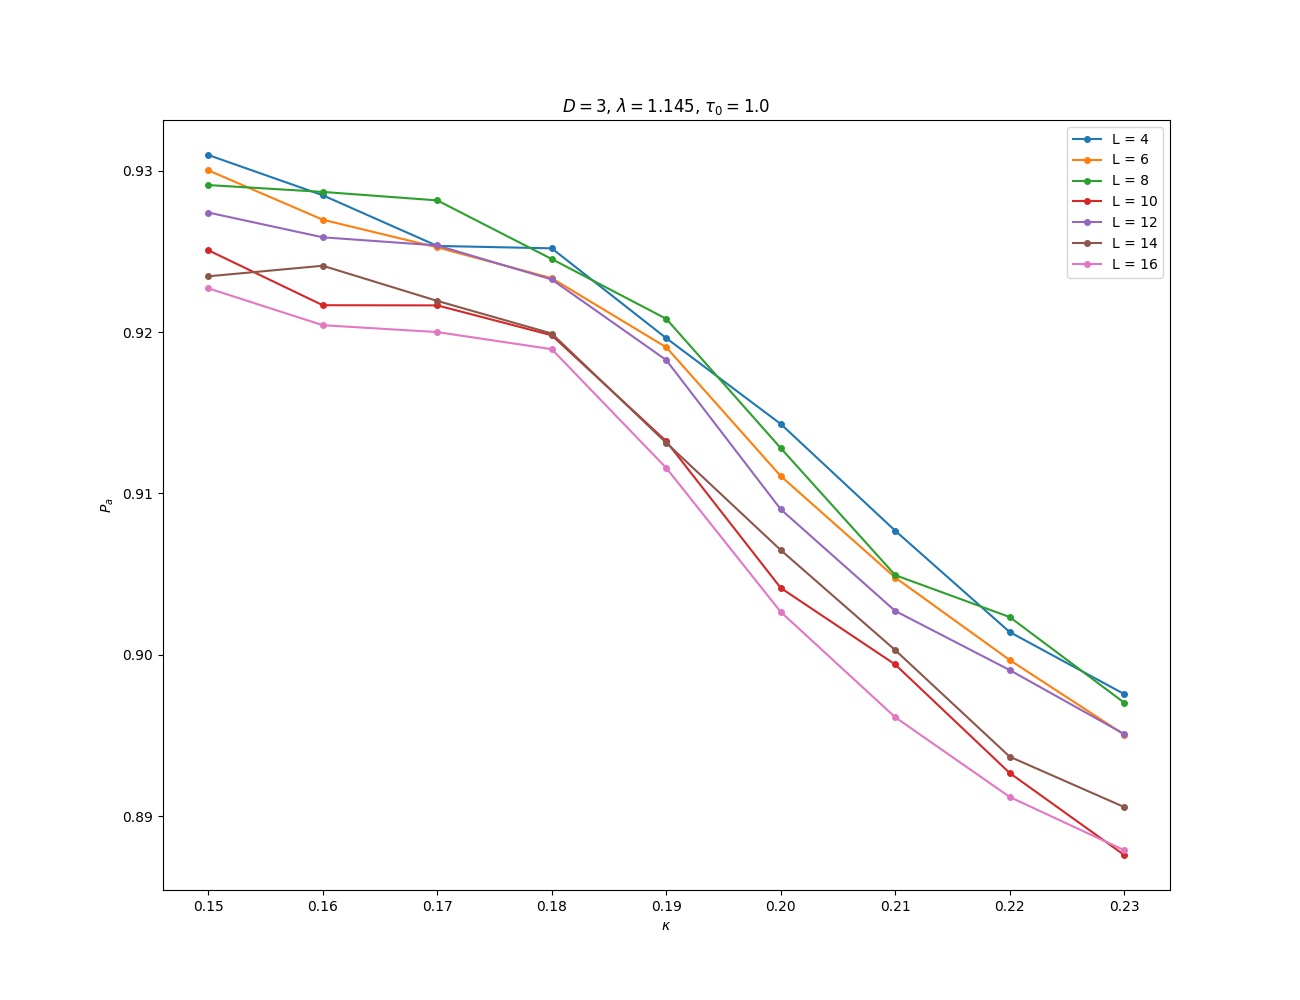 D = 3, λ = 1.145, τ₀ = 1.0
L = 4
L = 6
L = 8
L = 10
L = 12
L = 14
L = 16
0.93
0.92
0.91
0.90
0.89
Pₐ
0.15 0.16 0.17 0.18 0.19 0.20 0.21 0.22 0.23
κ